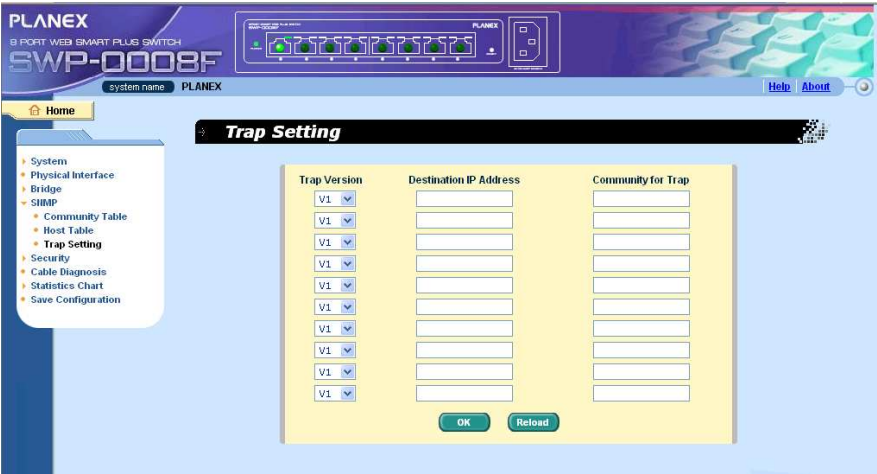 PLANEX
8 PORT WEB SMART PLUS SWITCH
SWP-0008F
PLANEX
system name PLANEX
Help About
Home
Trap Setting
System
Physical Interface
Bridge
SNMP
Community Table
Host Table
Trap Setting
Security
Cable Diagnosis
Statistics Chart
Save Configuration
Trap Version Destination IP Address Community for Trap
V1
V1
V1
V1
V1
V1
V1
V1
V1
V1
OK Reload